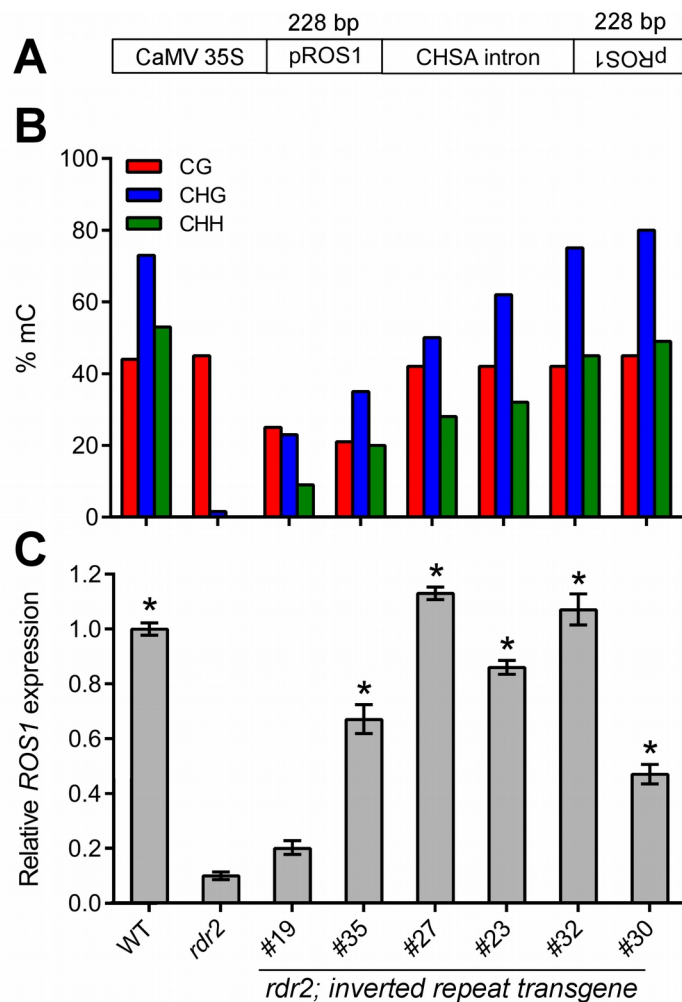 228 bp 228 bp
A CaMV 35S pROS1 CHSA intron pROS1
B
100
CG
80
CHG
CHH
60
% mC
40
20
0
C
1.2
*
*
*
*
*
*
1.0
0.8
Relative ROS1 expression
0.6
0.4
0.2
0.0
WT rdr2 #19 #35 #27 #23 #32 #30
rdr2; inverted repeat transgene